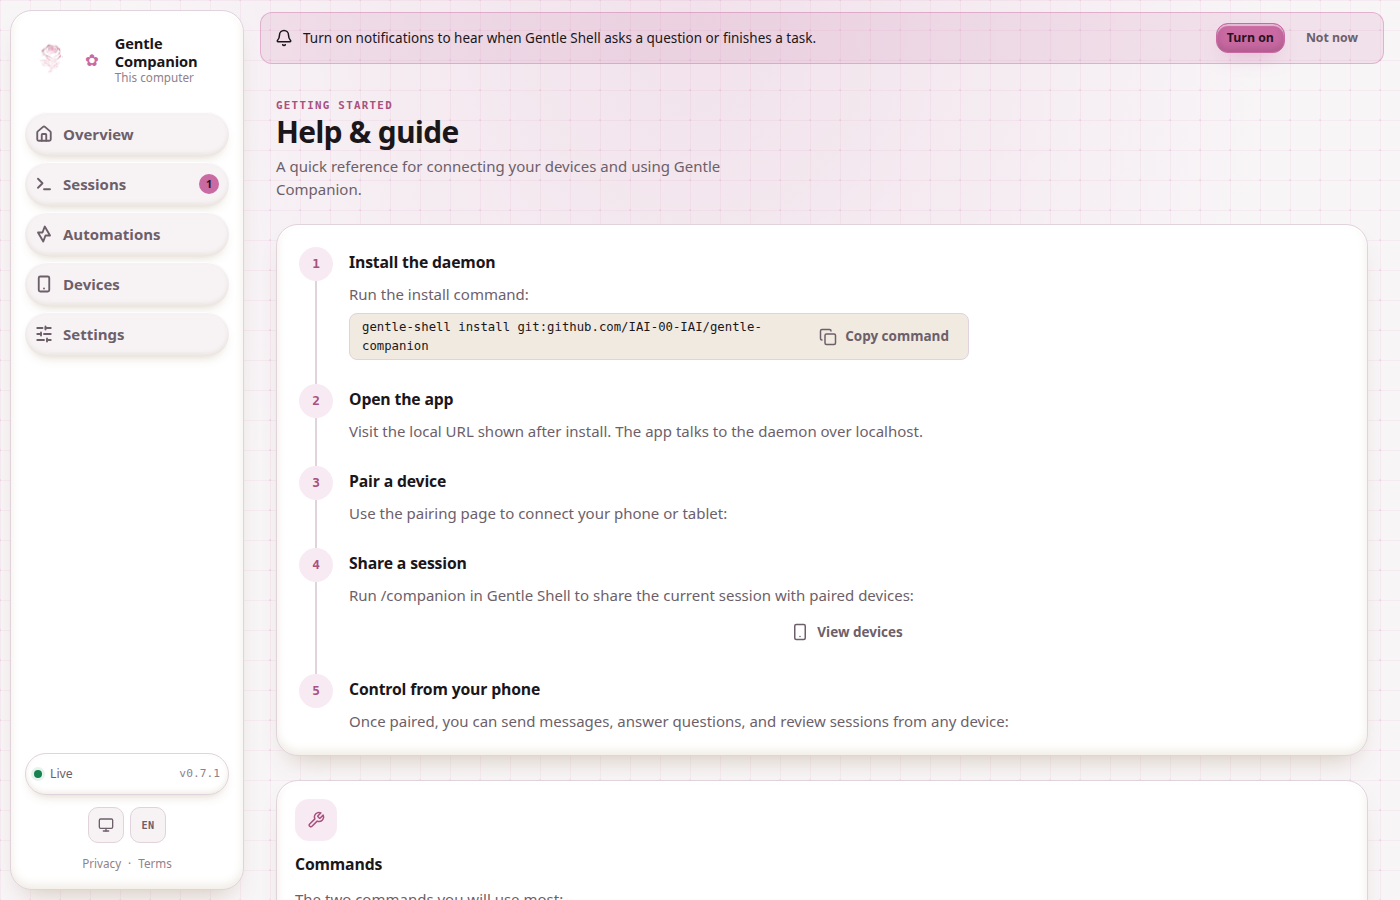 Gentle
Companion
This computer
Overview
Sessions 1
Automations
Devices
Settings
Live v0.7.1
EN
Privacy · Terms
Turn on notifications to hear when Gentle Shell asks a question or finishes a task. Turn on Not now
GETTING STARTED
Help & guide
A quick reference for connecting your devices and using Gentle
Companion.
1 Install the daemon
Run the install command:
gentle-shell install git:github.com/IAI-00-IAI/gentle-
companion
Copy command
2 Open the app
Visit the local URL shown after install. The app talks to the daemon over localhost.
3 Pair a device
Use the pairing page to connect your phone or tablet:
4 Share a session
Run /companion in Gentle Shell to share the current session with paired devices:
View devices
5 Control from your phone
Once paired, you can send messages, answer questions, and review sessions from any device:
Commands
The two commands you will use most: